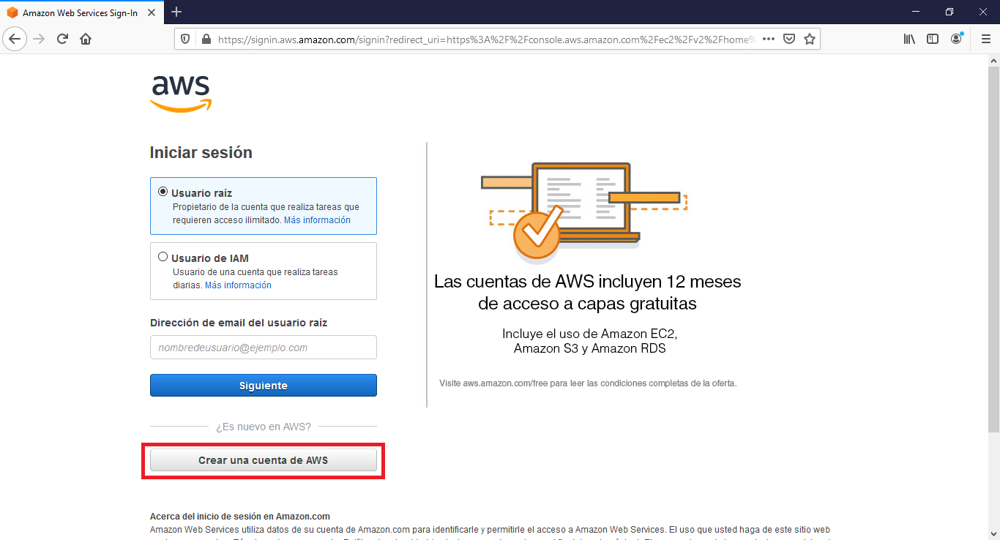 Amazon Web Services Sign-In
https://signin.aws.amazon.com/signin?redirect_uri=https%3A%2F%2Fconsole.aws.amazon.com%2Fec2%2Fv2%2Fhome%
aws
Iniciar sesión
Usuario raíz
Propietario de la cuenta que realiza tareas que
requieren acceso ilimitado. Más información
Usuario de IAM
Usuario de una cuenta que realiza tareas
diarias. Más información
Dirección de email del usuario raíz
nombredeusuario@ejemplo.com
Siguiente
¿Es nuevo en AWS?
Crear una cuenta de AWS
Las cuentas de AWS incluyen 12 meses
de acceso a capas gratuitas
Incluye el uso de Amazon EC2,
Amazon S3 y Amazon RDS
Visite aws.amazon.com/free para leer las condiciones completas de la oferta.
Acerca del inicio de sesión en Amazon.com
Amazon Web Services utiliza datos de su cuenta de Amazon.com para identificarle y permitirle el acceso a Amazon Web Services. El uso que usted haga de este sitio web